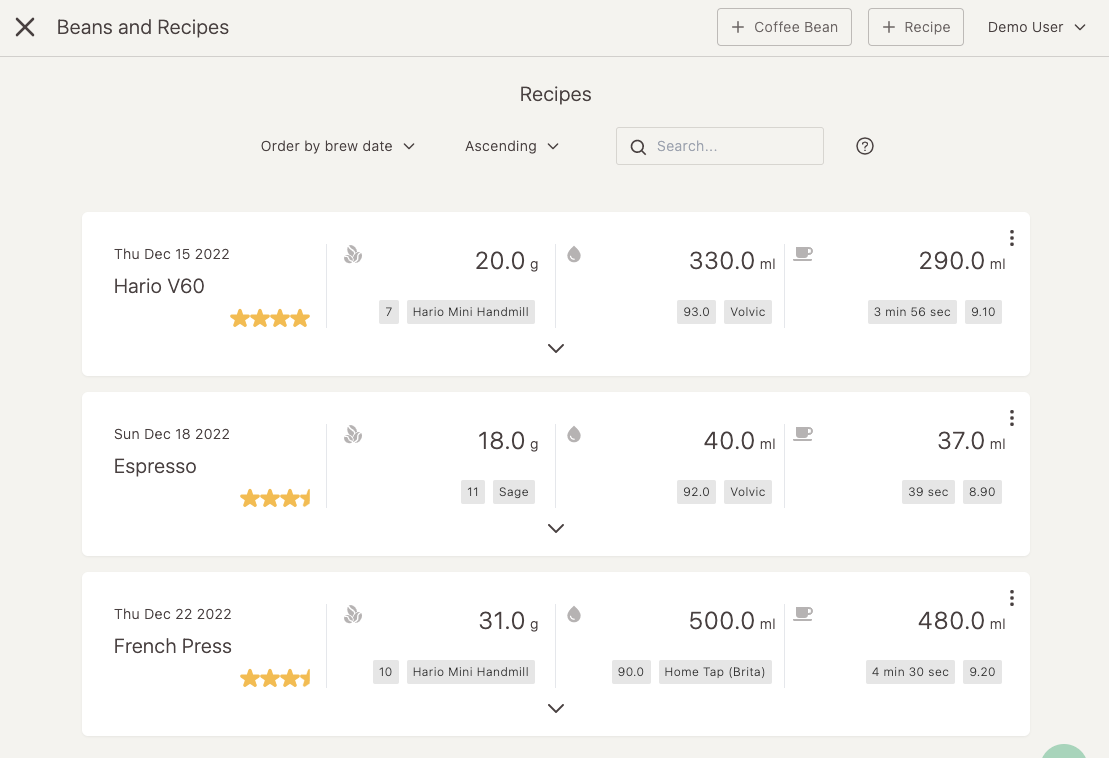 Beans and Recipes
+ Coffee Bean
+ Recipe
Demo User
Recipes
Order by brew date
Ascending
Search...
?
Thu Dec 15 2022
Hario V60
20.0 g
7 Hario Mini Handmill
330.0 ml
93.0 Volvic
290.0 ml
3 min 56 sec 9.10
Sun Dec 18 2022
Espresso
18.0 g
11 Sage
40.0 ml
92.0 Volvic
37.0 ml
39 sec 8.90
Thu Dec 22 2022
French Press
31.0 g
10 Hario Mini Handmill
500.0 ml
90.0 Home Tap (Brita)
480.0 ml
4 min 30 sec 9.20